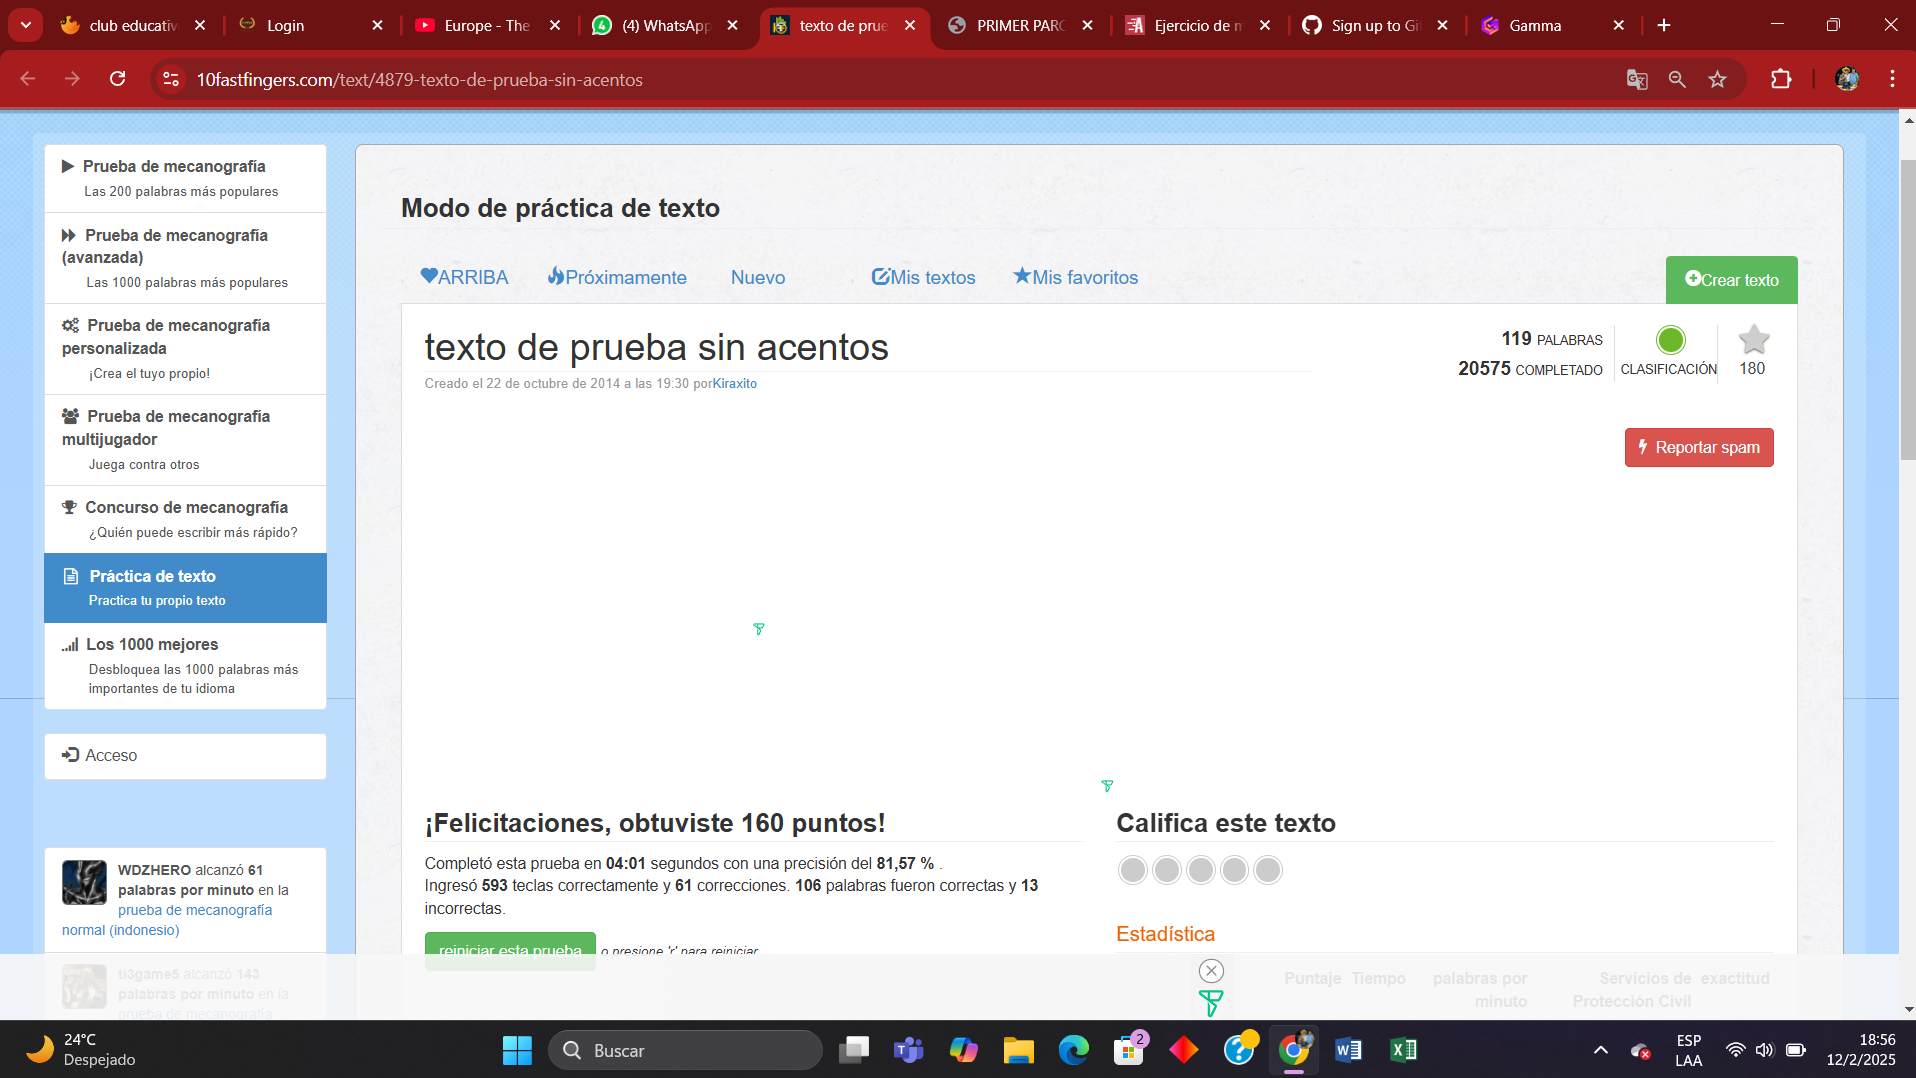 club educativ
Login
Europe - The
(4) WhatsApp
texto de prue
PRIMER PARC
Ejercicio de m
Sign up to Git
Gamma
10fastfingers.com/text/4879-texto-de-prueba-sin-acentos
Prueba de mecanografía
Las 200 palabras más populares
Prueba de mecanografía
(avanzada)
Las 1000 palabras más populares
Prueba de mecanografía
personalizada
¡Crea el tuyo propio!
Prueba de mecanografía
multijugador
Juega contra otros
Concurso de mecanografía
¿Quién puede escribir más rápido?
Práctica de texto
Practica tu propio texto
Los 1000 mejores
Desbloquea las 1000 palabras más
importantes de tu idioma
Acceso
WDZHERO alcanzó 61
palabras por minuto en la
prueba de mecanografía
normal (indonesio)
ti3game5 alcanzó 143
palabras por minuto en la
prueba de mecanografía
Modo de práctica de texto
ARRIBA
Próximamente
Nuevo
Mis textos
Mis favoritos
Crear texto
texto de prueba sin acentos
Creado el 22 de octubre de 2014 a las 19:30 porKiraxito
119 PALABRAS
20575 COMPLETADO
CLASIFICACIÓN
180
Reportar spam
¡Felicitaciones, obtuviste 160 puntos!
Completó esta prueba en 04:01 segundos con una precisión del 81,57 % .
Ingresó 593 teclas correctamente y 61 correcciones. 106 palabras fueron correctas y 13
incorrectas.
reiniciar esta prueba o presione 'r' para reiniciar
Califica este texto
Estadística
Puntaje Tiempo palabras por minuto Servicios de Protección Civil exactitud
24°C
Despejado
Buscar
2
ESP
LAA
18:56
12/2/2025